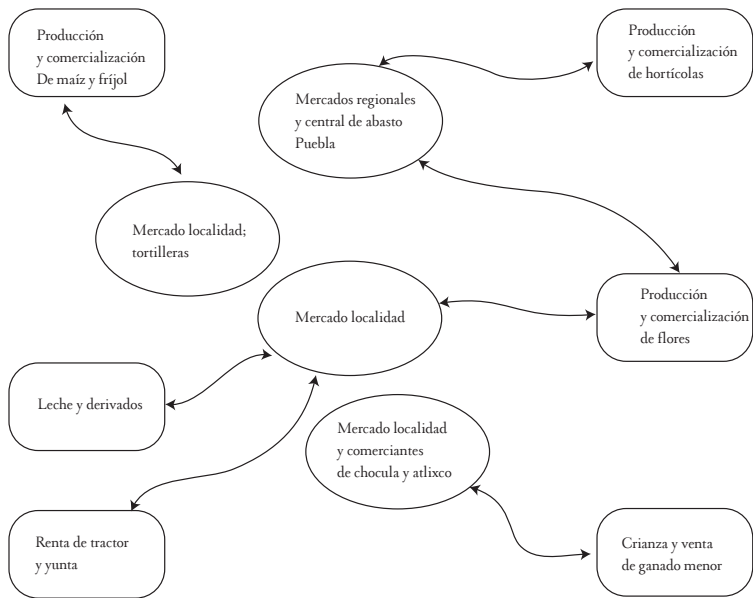 Producción
y comercialización
De maíz y fríjol
Producción
y comercialización
de hortícolas
Mercados regionales
y central de abasto
Puebla
Mercado localidad;
tortilleras
Mercado localidad
Producción
y comercialización
de flores
Leche y derivados
Mercado localidad
y comerciantes
de chocula y atlixco
Renta de tractor
y yunta
Crianza y venta
de ganado menor